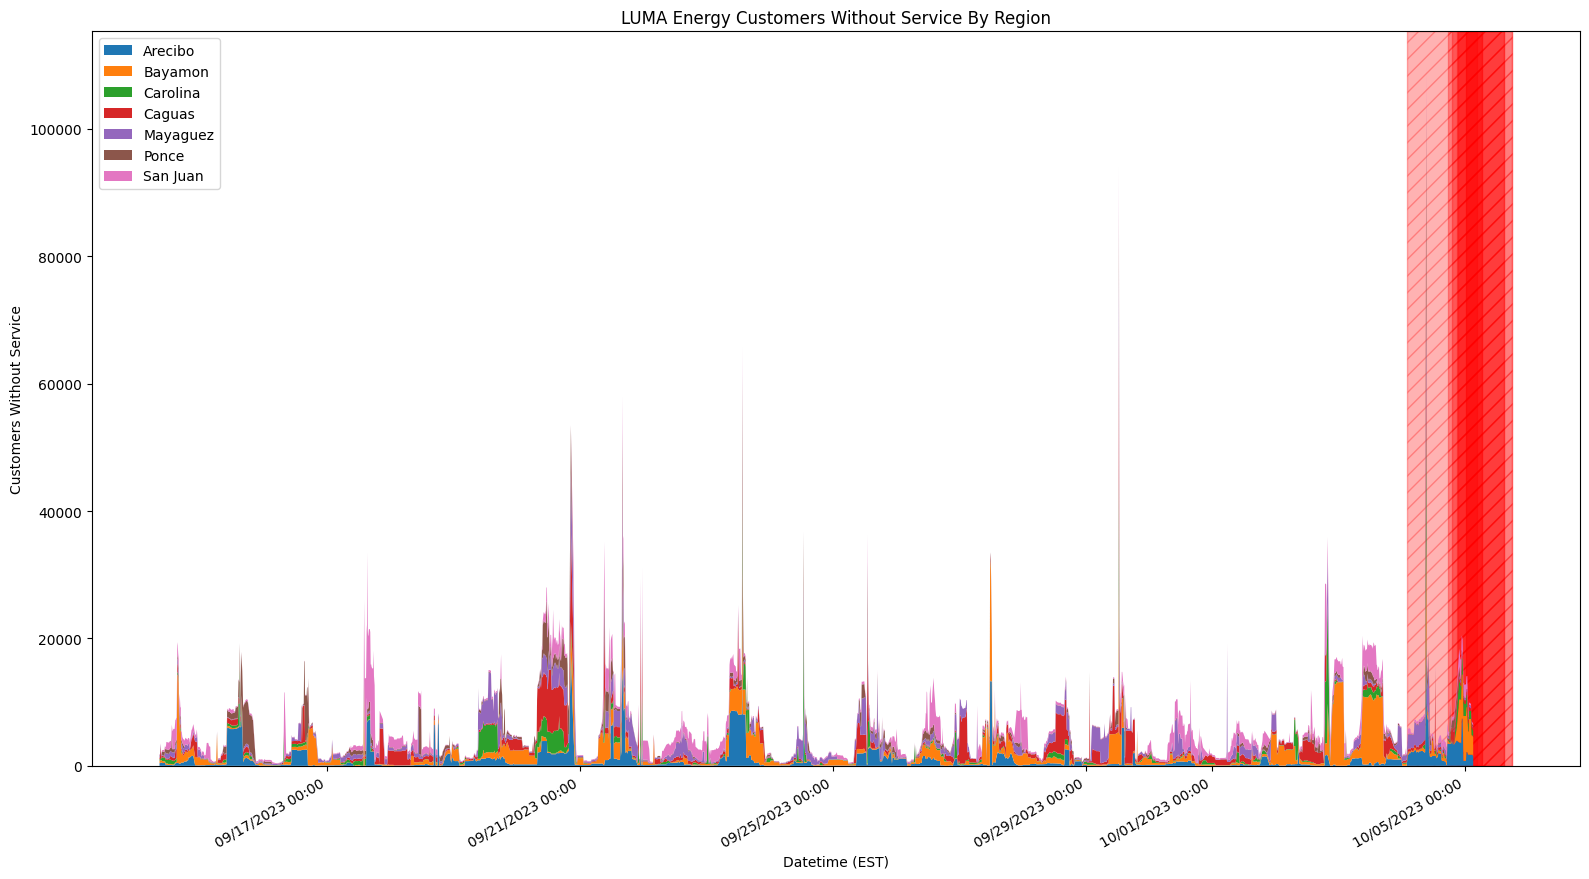 LUMA Energy Customers Without Service By Region
Arecibo
Bayamon
Carolina
Caguas
Mayaguez
Ponce
San Juan
100000
80000
60000
40000
20000
0
Customers Without Service
09/17/2023 00:00
09/21/2023 00:00
09/25/2023 00:00
09/29/2023 00:00
10/01/2023 00:00
10/05/2023 00:00
Datetime (EST)